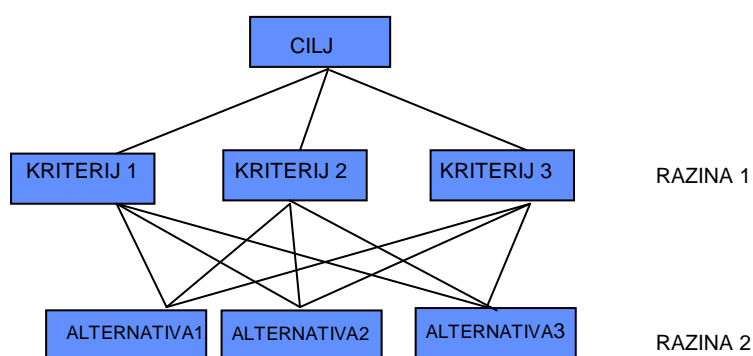 CILJ
KRITERIJ 1 KRITERIJ 2 KRITERIJ 3 RAZINA 1
ALTERNATIVA1 ALTERNATIVA2 ALTERNATIVA3 RAZINA 2